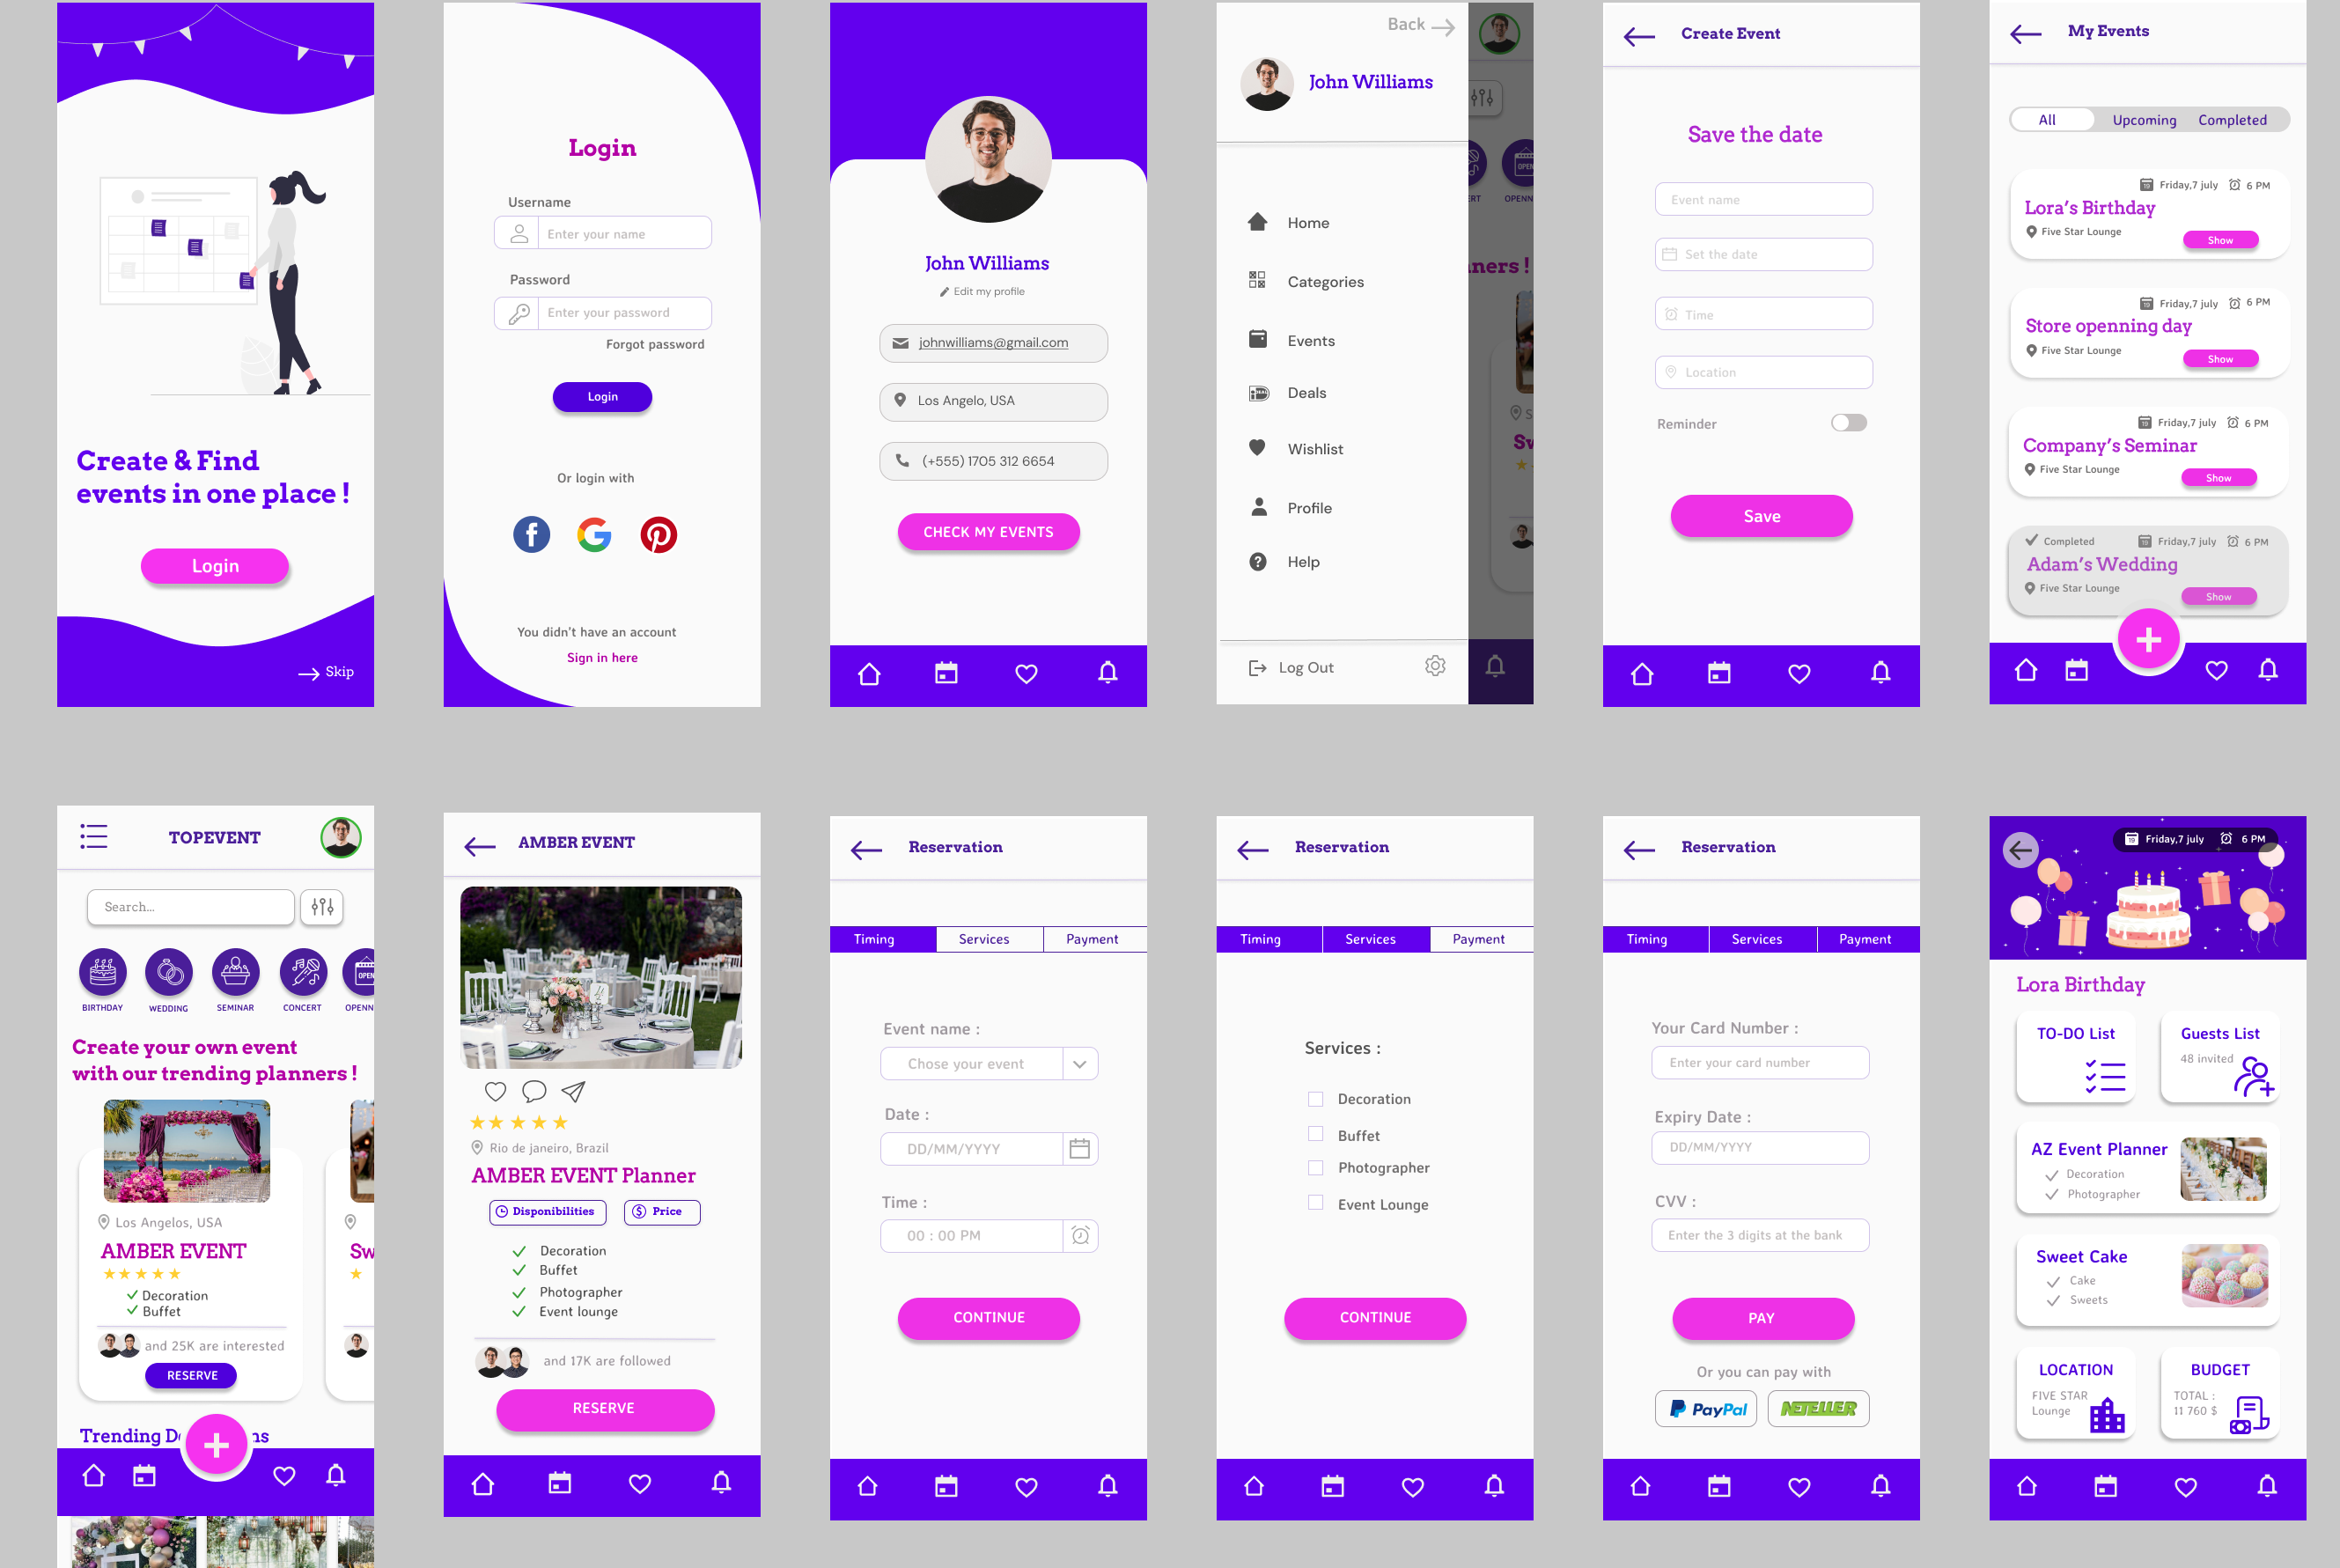 Create & Find
events in one place !
Login
Skip
Login
Username
Enter your name
Password
Enter your password
Forgot password
Login
Or login with
You didn't have an account
Sign in here
John Williams
Edit my profile
johnwilliams@gmail.com
Los Angelo, USA
(+555) 1705 312 6654
CHECK MY EVENTS
Back
John Williams
Home
Categories
Events
Deals
Wishlist
Profile
Help
Log Out
OPEN
ERT
OPENN
ners !
S
Sw
Create Event
Save the date
Event name
Set the date
Time
Location
Reminder
Save
My Events
All Upcoming Completed
Friday,7 july 6 PM
Lora's Birthday
Five Star Lounge
Show
Friday,7 july 6 PM
Store openning day
Five Star Lounge
Show
Friday,7 july 6 PM
Company's Seminar
Five Star Lounge
Show
Completed Friday,7 july 6 PM
Adam's Wedding
Five Star Lounge
Show
TOPEVENT
Search...
OPEN
BIRTHDAY WEDDING SEMINAR CONCERT OPENN
Create your own event
with our trending planners !
Los Angelos, USA
AMBER EVENT
Decoration
Buffet
and 25K are interested
RESERVE
Sw
Trending De ns
AMBER EVENT
Rio de janeiro, Brazil
AMBER EVENT Planner
Disponibilities Price
Decoration
Buffet
Photographer
Event lounge
and 17K are followed
RESERVE
Reservation
Timing Services Payment
Event name :
Chose your event
Date :
DD/MM/YYYY
Time :
00 : 00 PM
CONTINUE
Reservation
Timing Services Payment
Services :
Decoration
Buffet
Photographer
Event Lounge
CONTINUE
Reservation
Timing Services Payment
Your Card Number :
Enter your card number
Expiry Date :
DD/MM/YYYY
CVV :
Enter the 3 digits at the bank
PAY
Or you can pay with
PayPal NETELLER
Friday,7 july 6 PM
Lora Birthday
TO-DO List
Guests List
48 invited
AZ Event Planner
Decoration
Photographer
Sweet Cake
Cake
Sweets
LOCATION
FIVE STAR
Lounge
BUDGET
TOTAL :
11 760 $